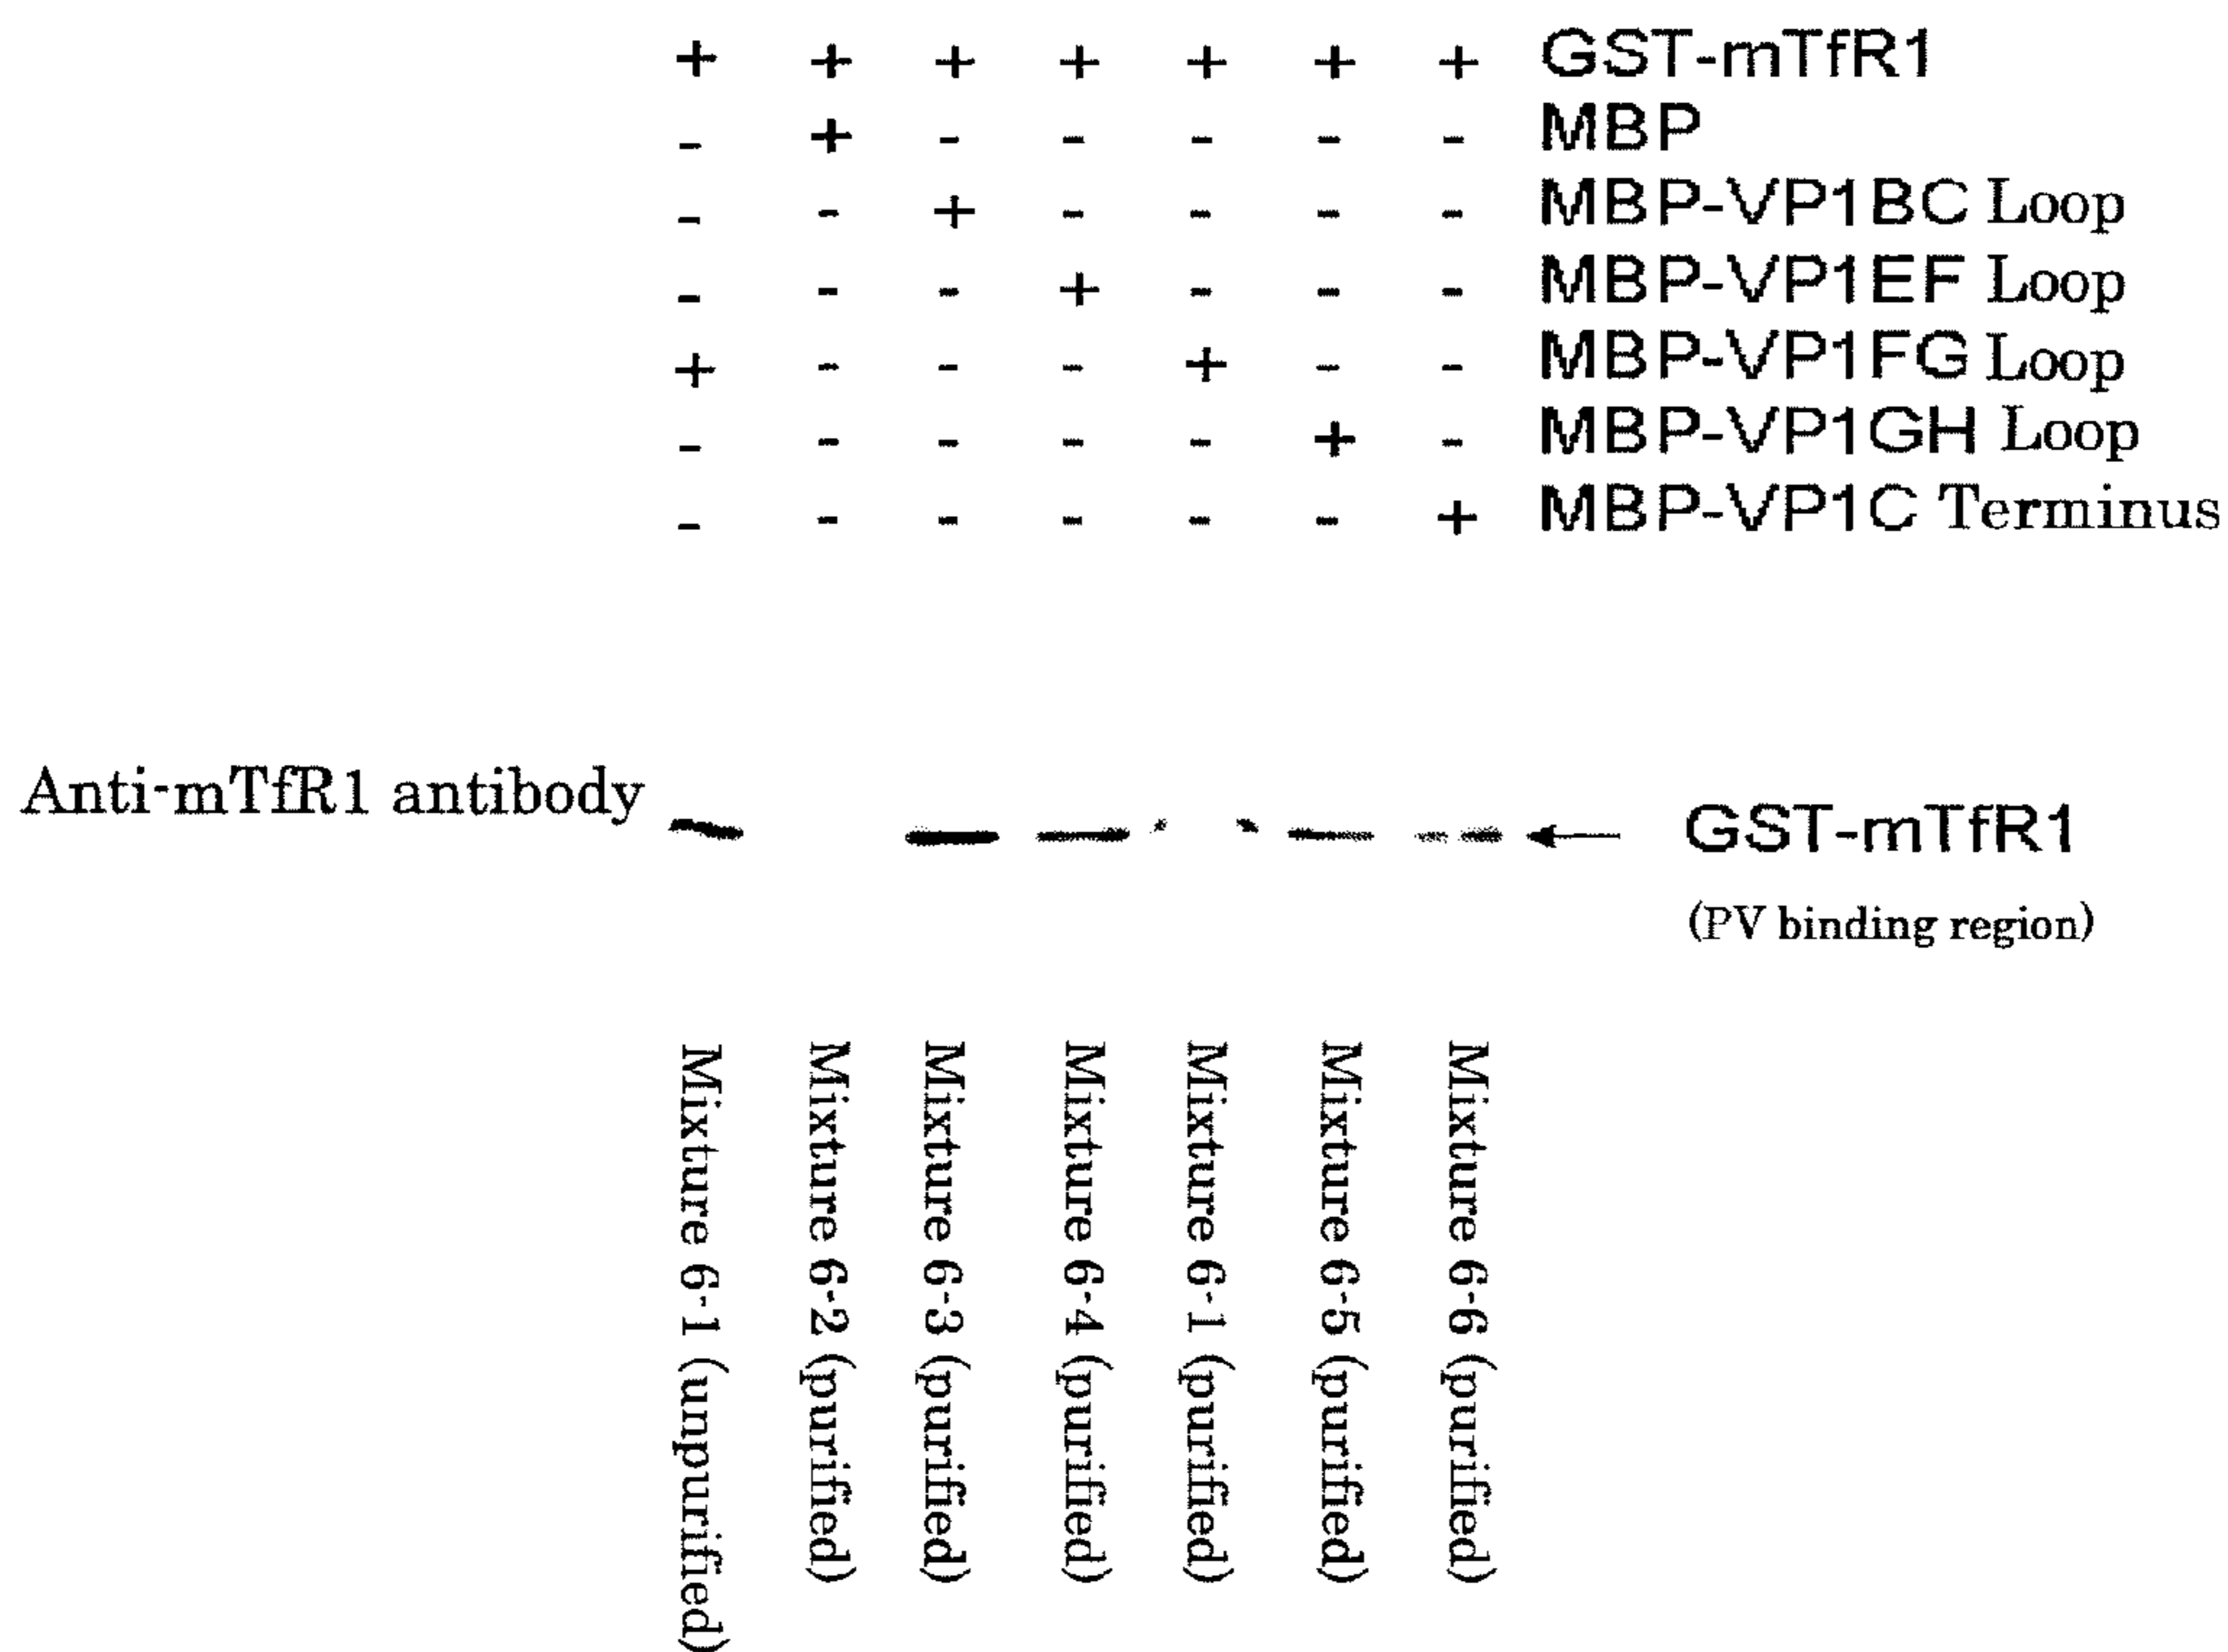 + + + + + + + GST-mTfR1
- + - - - - - MBP
- - + - - - - MBP-VP1BC Loop
- - - + - - - MBP-VP1EF Loop
+ - - - + - - MBP-VP1FG Loop
- - - - - + - MBP-VP1GH Loop
- - - - - - + MBP-VP1C Terminus
Anti-mTfR1 antibody
GST-mTfR1
(PV binding region)
Mixture 6-1 (unpurified)
Mixture 6-2 (purified)
Mixture 6-3 (purified)
Mixture 6-4 (purified)
Mixture 6-1 (purified)
Mixture 6-5 (purified)
Mixture 6-6 (purified)